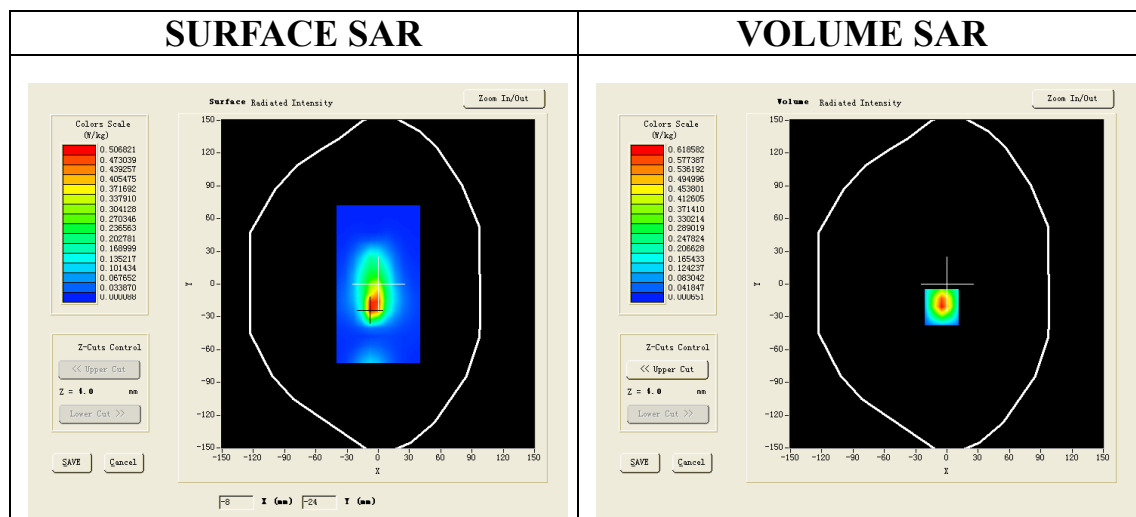 SURFACE SAR
VOLUME SAR
Surface Radiated Intensity
Zoom In/Out
Colors Scale
(W/kg)
0.506821
0.473039
0.439257
0.405475
0.371692
0.337910
0.304128
0.270346
0.236563
0.202781
0.168999
0.135217
0.101434
0.067652
0.033870
0.000088
150
120
90
60
30
0
-30
-60
-90
-120
-150
Y
-150 -120 -90 -60 -30 0 30 60 90 120 150
X
Z-Cuts Control
<< Upper Cut
Z = 4.0 mm
Lower Cut >>
SAVE Cancel
-8 X (mm) -24 Y (mm)
Volume Radiated Intensity
Zoom In/Out
Colors Scale
(W/kg)
0.618582
0.577387
0.536192
0.494996
0.453801
0.412605
0.371410
0.330214
0.289019
0.247824
0.206628
0.165433
0.124237
0.083042
0.041847
0.000651
150
120
90
60
30
0
-30
-60
-90
-120
-150
Y
-150 -120 -90 -60 -30 0 30 60 90 120 150
X
Z-Cuts Control
<< Upper Cut
Z = 4.0 mm
Lower Cut >>
SAVE Cancel